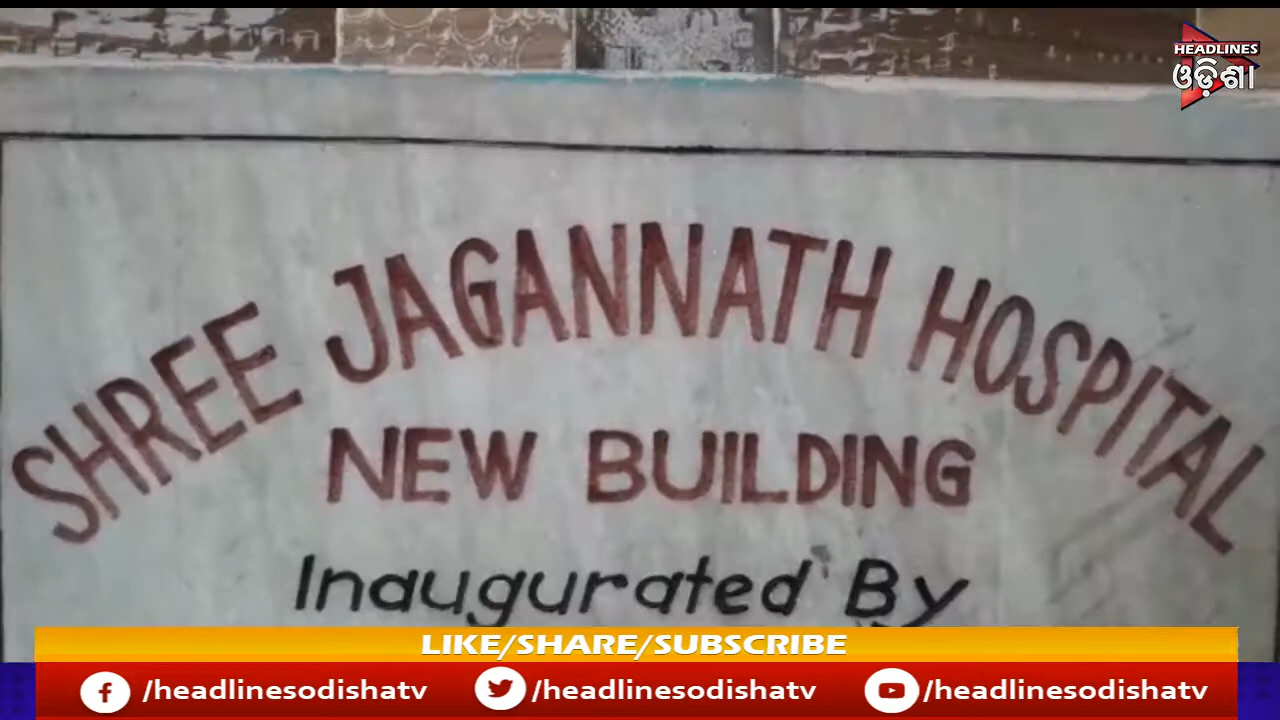 HEADLINES
ଓଡ଼ିଶା
SHREE JAGANNATH HOSPITAL
NEW BUILDING
Inaugurated By
LIKE/SHARE/SUBSCRIBE
/headlinesodishatv /headlinesodishatv /headlinesodishatv